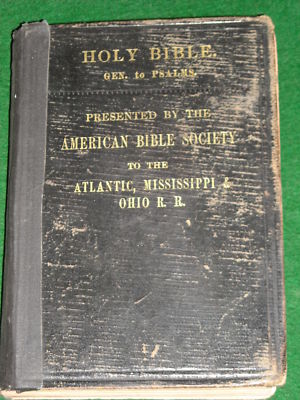 HOLY BIBLE.
GEN. to PSALMS.
PRESENTED BY THE
AMERICAN BIBLE SOCIETY
TO THE
ATLANTIC, MISSISSIPPI &
OHIO R. R.